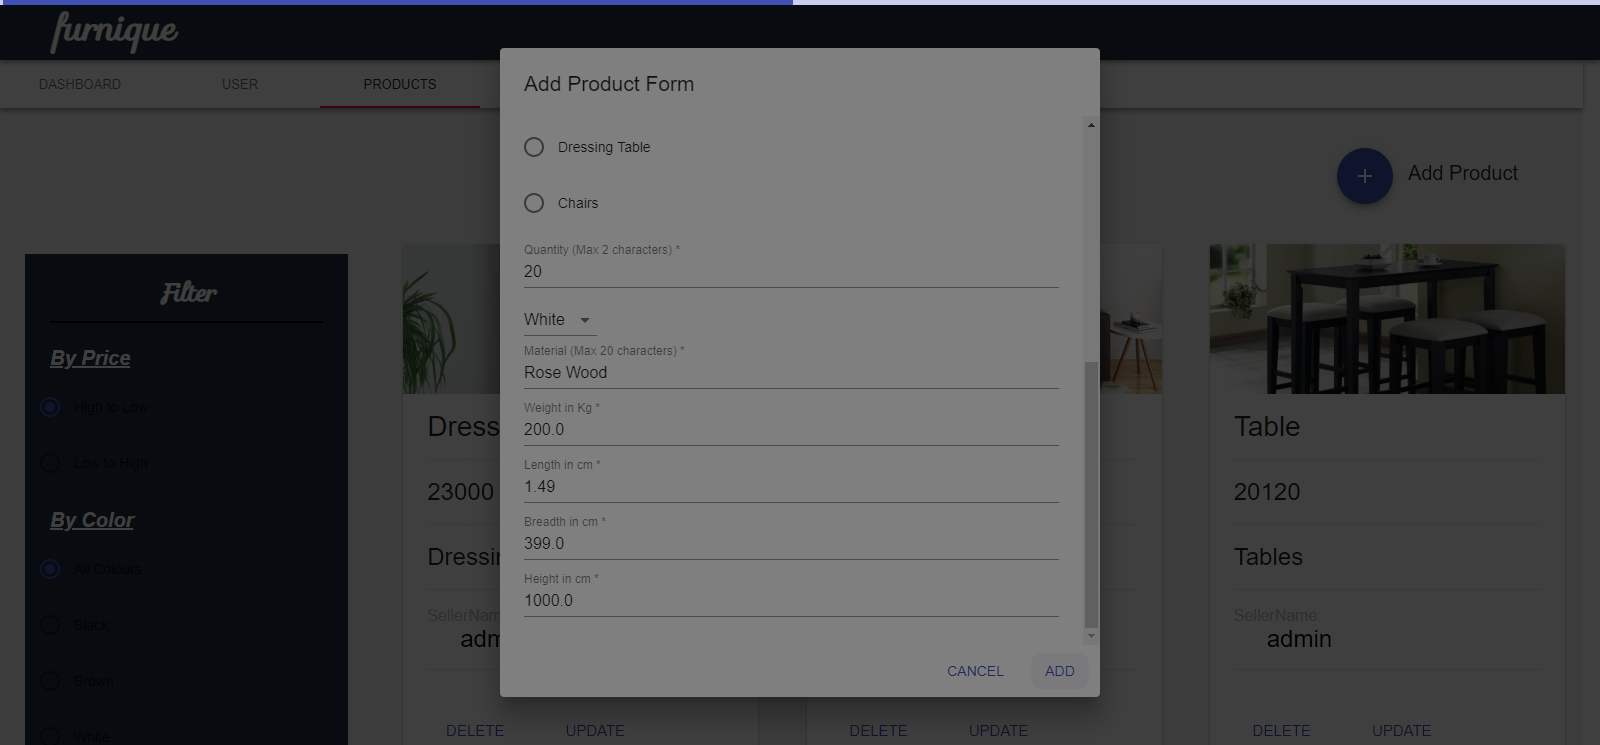 furnique
DASHBOARD USER PRODUCTS
Add Product Form
Dressing Table
Chairs
Quantity (Max 2 characters) *
20
White
Material (Max 20 characters) *
Rose Wood
Weight in Kg *
200.0
Length in cm *
1.49
Breadth in cm *
399.0
Height in cm *
1000.0
CANCEL ADD
+ Add Product
Filter
By Price
High to Low
Low to High
By Color
All Colours
Black
Brown
White
Dress
23000
Dressin
SellerNam
adm
DELETE UPDATE
DELETE UPDATE
Table
20120
Tables
SellerName
admin
DELETE UPDATE